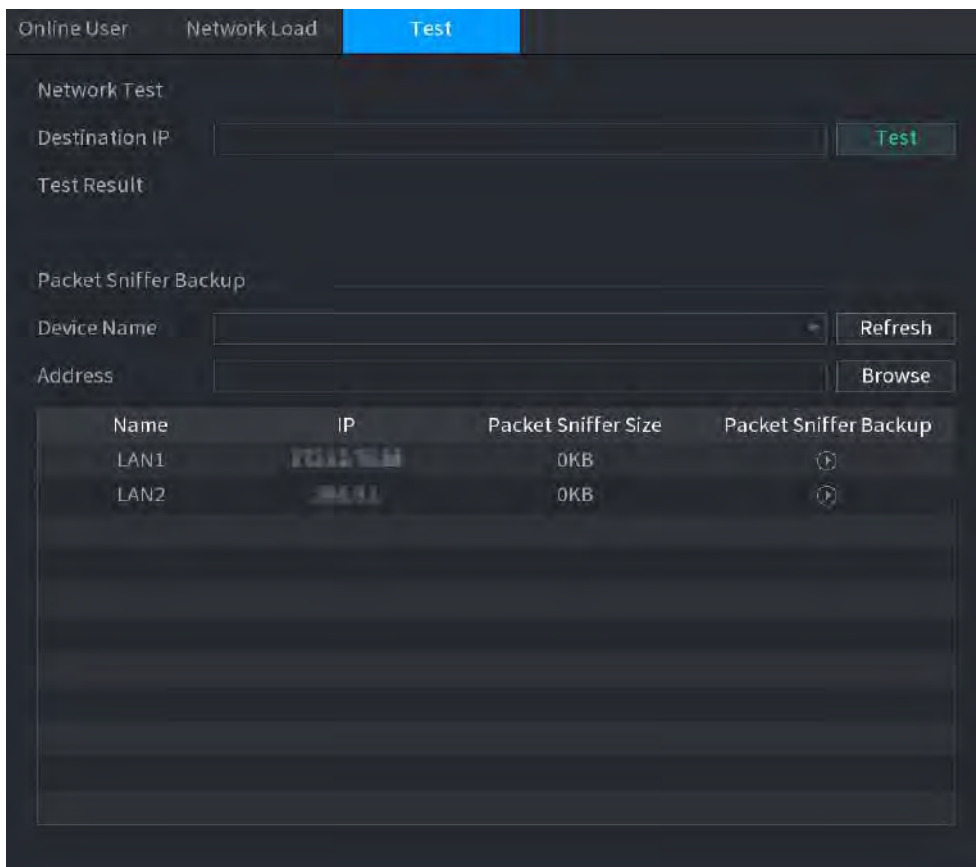 Online User Network Load Test
Network Test
Destination IP Test
Test Result
Packet Sniffer Backup
Device Name Refresh
Address Browse
Name IP Packet Sniffer Size Packet Sniffer Backup
LAN1 0KB
LAN2 0KB